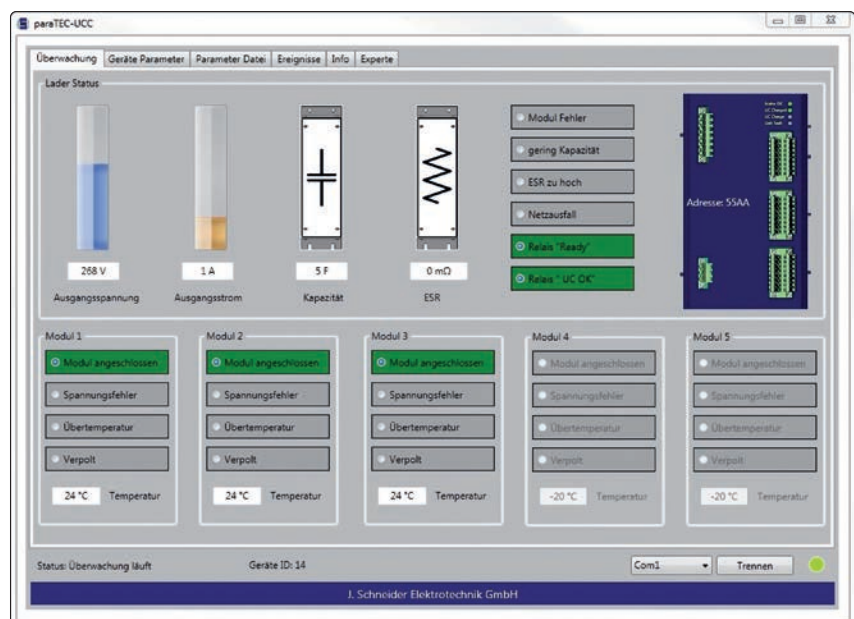 paraTEC-UCC
Überwachung Geräte Parameter Parameter Datei Ereignisse Info Experte
Lader Status
Modul Fehler
gering Kapazität
ESR zu hoch
Netzausfall
Relais "Ready"
Relais " UC OK"
Adresse: 55AA
268 V 1 A 5 F 0 mΩ
Ausgangsspannung Ausgangsstrom Kapazität ESR
Modul 1 Modul 2 Modul 3 Modul 4 Modul 5
Modul angeschlossen Modul angeschlossen Modul angeschlossen Modul angeschlossen Modul angeschlossen
Spannungsfehler Spannungsfehler Spannungsfehler Spannungsfehler Spannungsfehler
Übertemperatur Übertemperatur Übertemperatur Übertemperatur Übertemperatur
Verpolt Verpolt Verpolt Verpolt Verpolt
24 °C Temperatur 24 °C Temperatur 24 °C Temperatur -20 °C Temperatur -20 °C Temperatur
Status: Überwachung läuft Geräte ID: 14 Com1 Trennen
J. Schneider Elektrotechnik GmbH